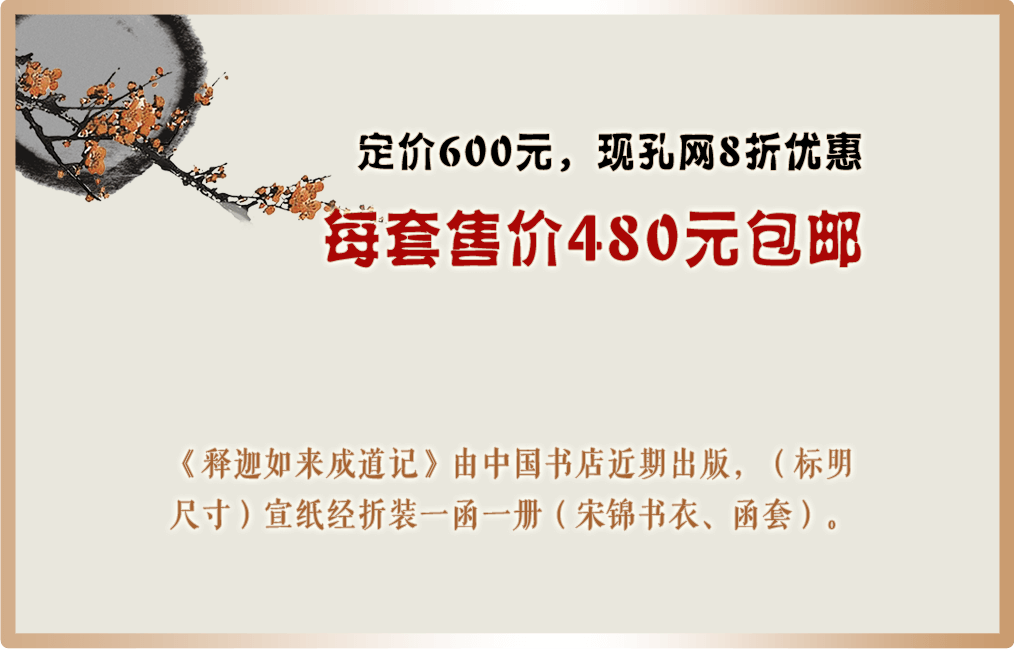 定价600元，现孔网8折优惠
每套售价480元包邮
《释迦如来成道记》由中国书店近期出版，（标明
尺寸）宣纸经折装一函一册（宋锦书衣、函套）。